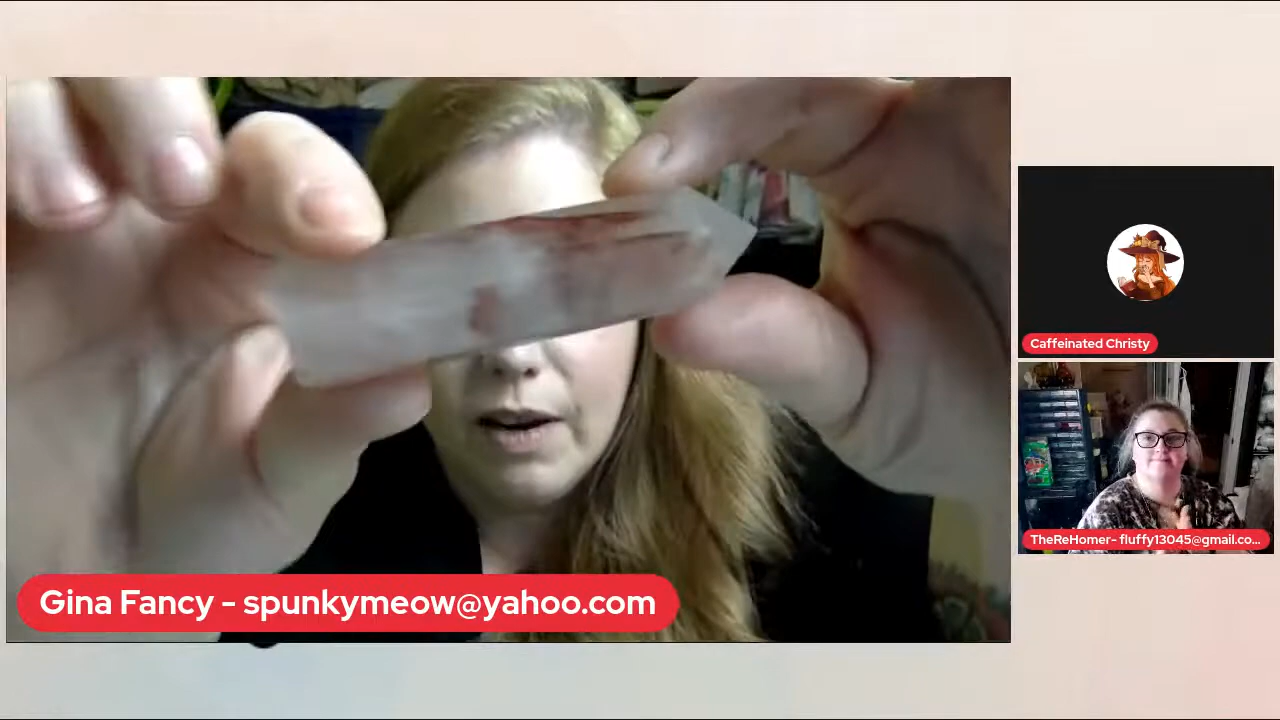 Caffeinated Christy
TheReHomer- fluffy13045@gmail.co...
Gina Fancy - spunkymeow@yahoo.com